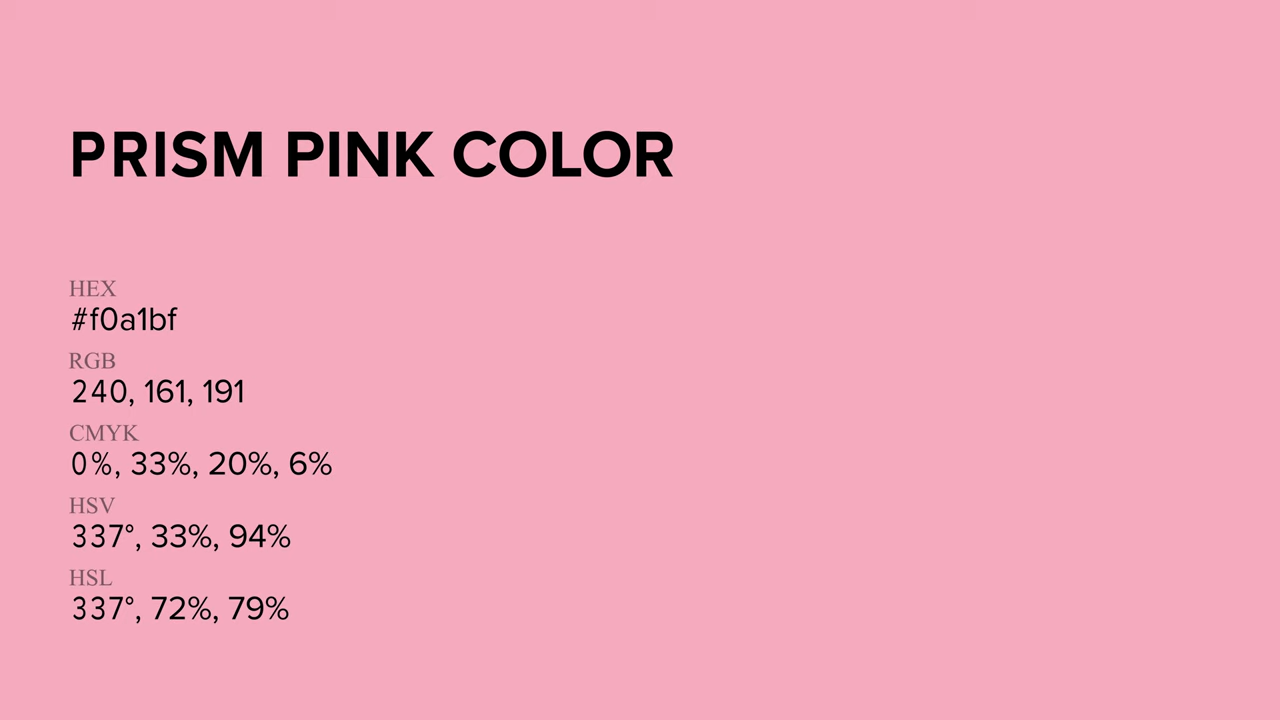 PRISM PINK COLOR
HEX
#f0a1bf
RGB
240, 161, 191
CMYK
0%, 33%, 20%, 6%
HSV
337°, 33%, 94%
HSL
337°, 72%, 79%